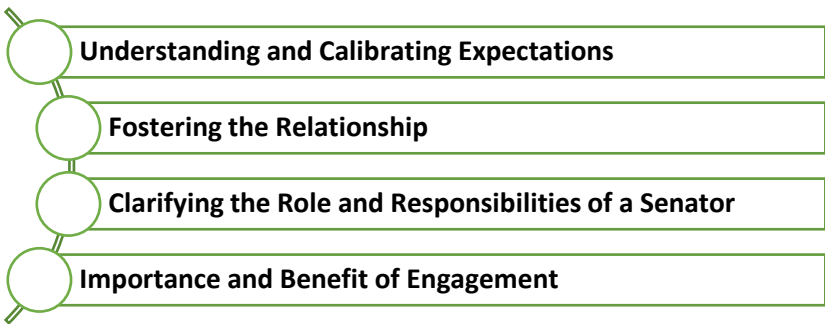 Understanding and Calibrating Expectations
Fostering the Relationship
Clarifying the Role and Responsibilities of a Senator
Importance and Benefit of Engagement